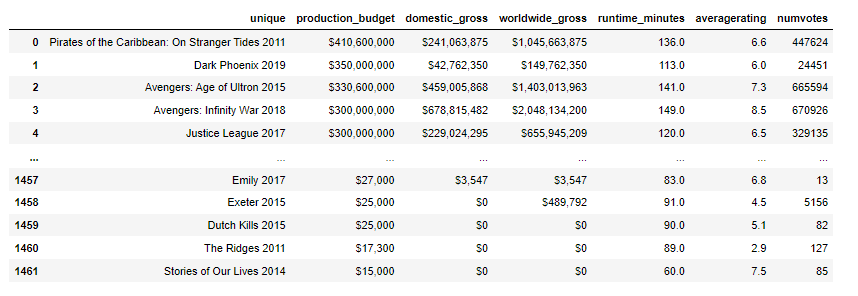 unique production_budget domestic_gross worldwide_gross runtime_minutes averagerating numvotes
0 Pirates of the Caribbean: On Stranger Tides 2011 $410,600,000 $241,063,875 $1,045,663,875 136.0 6.6 447624
1 Dark Phoenix 2019 $350,000,000 $42,762,350 $149,762,350 113.0 6.0 24451
2 Avengers: Age of Ultron 2015 $330,600,000 $459,005,868 $1,403,013,963 141.0 7.3 665594
3 Avengers: Infinity War 2018 $300,000,000 $678,815,482 $2,048,134,200 149.0 8.5 670926
4 Justice League 2017 $300,000,000 $229,024,295 $655,945,209 120.0 6.5 329135
... ... ... ... ... ... ... ...
1457 Emily 2017 $27,000 $3,547 $3,547 83.0 6.8 13
1458 Exeter 2015 $25,000 $0 $489,792 91.0 4.5 5156
1459 Dutch Kills 2015 $25,000 $0 $0 90.0 5.1 82
1460 The Ridges 2011 $17,300 $0 $0 89.0 2.9 127
1461 Stories of Our Lives 2014 $15,000 $0 $0 60.0 7.5 85